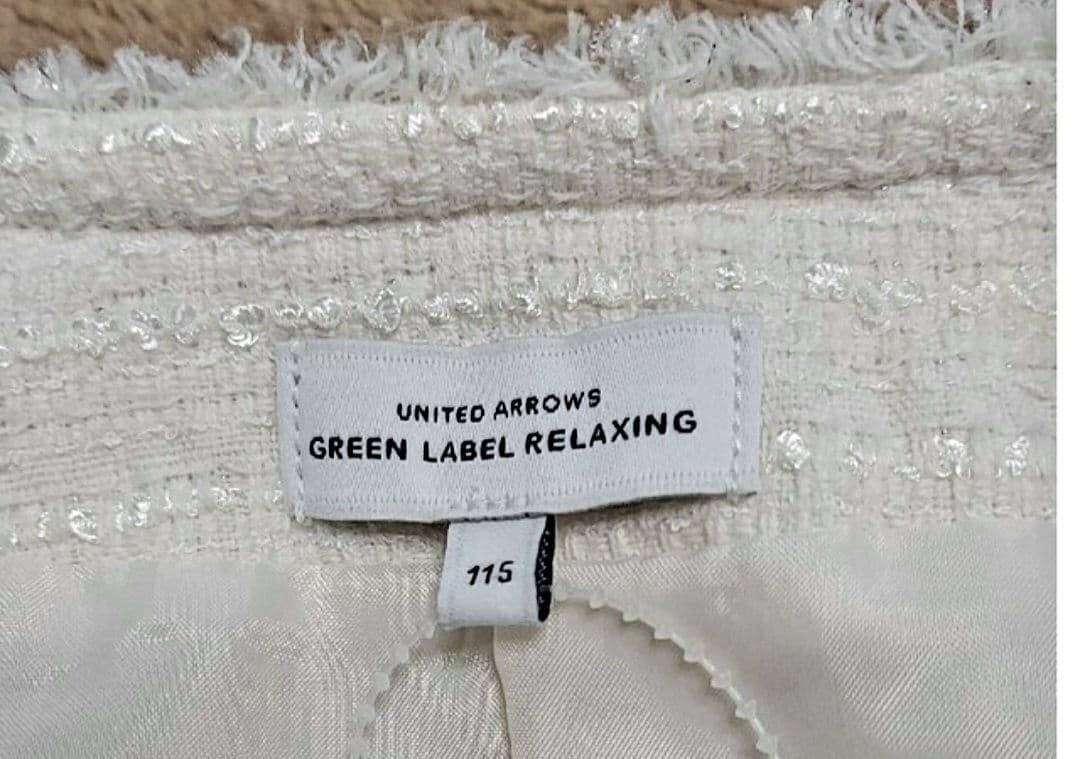 UNITED ARROWS
GREEN LABEL RELAXING
115